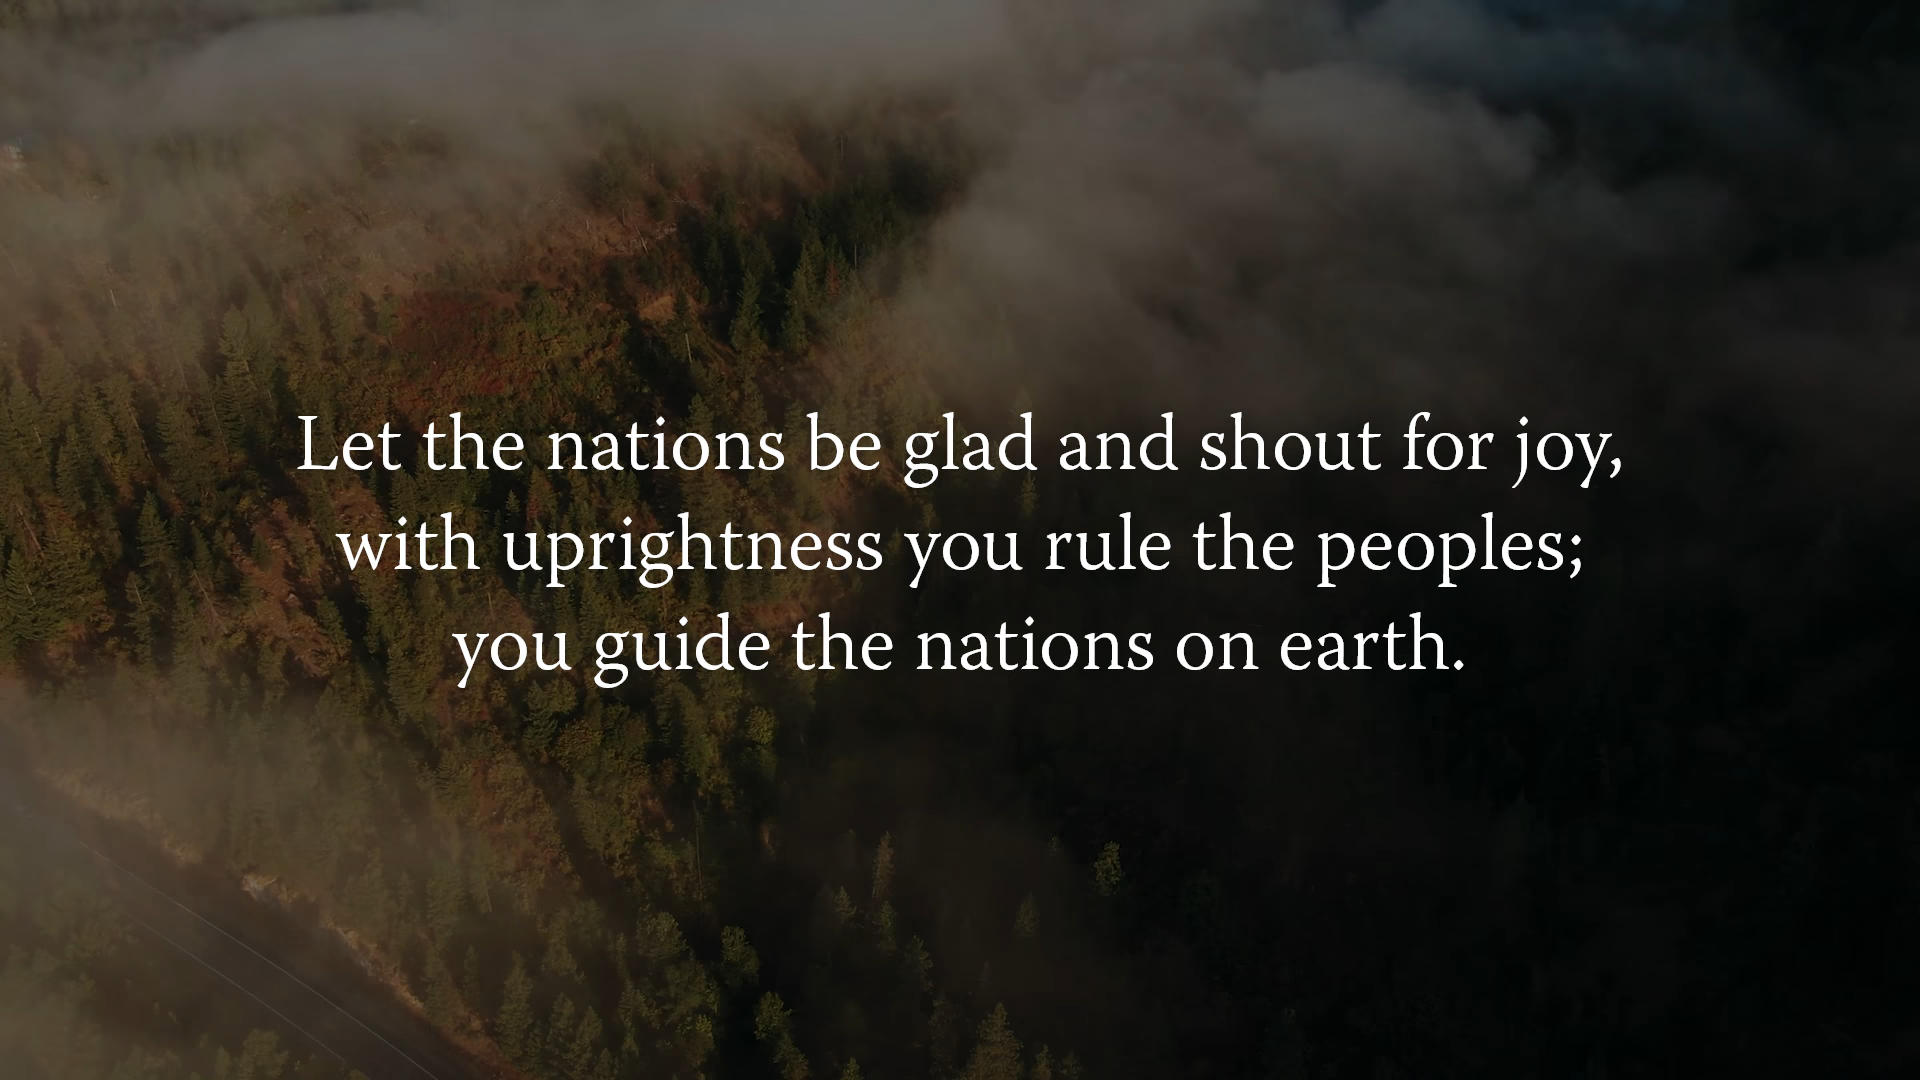 Let the nations be glad and shout for joy,
with uprightness you rule the peoples;
you guide the nations on earth.